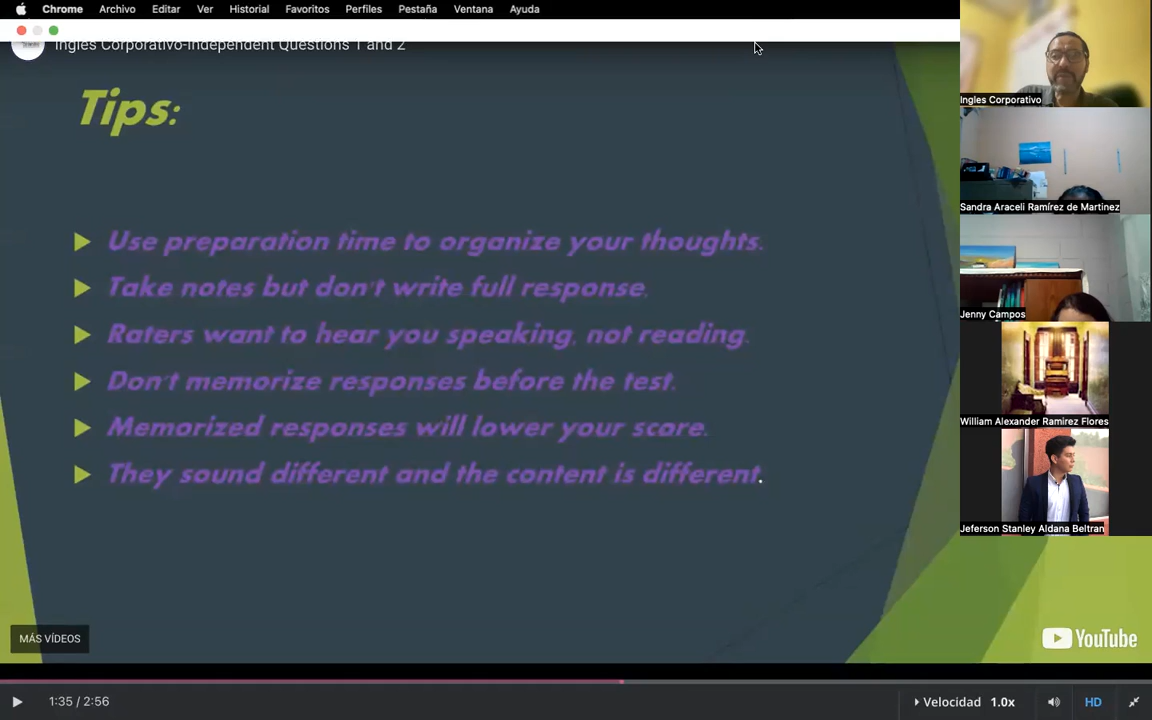 Chrome Archivo Editar Ver Historial Favoritos Perfiles Pestaña Ventana Ayuda
Ingles Corporativo-Independent Questions 1 and 2
Tips:
Use preparation time to organize your thoughts.
Take notes but don't write full response.
Raters want to hear you speaking, not reading.
Don't memorize responses before the test.
Memorized responses will lower your score.
They sound different and the content is different.
Ingles Corporativo
Sandra Araceli Ramírez de Martinez
Jenny Campos
William Alexander Ramirez Flores
Jeferson Stanley Aldana Beltran
MÁS VÍDEOS
YouTube
1:35 / 2:56
Velocidad 1.0x
HD